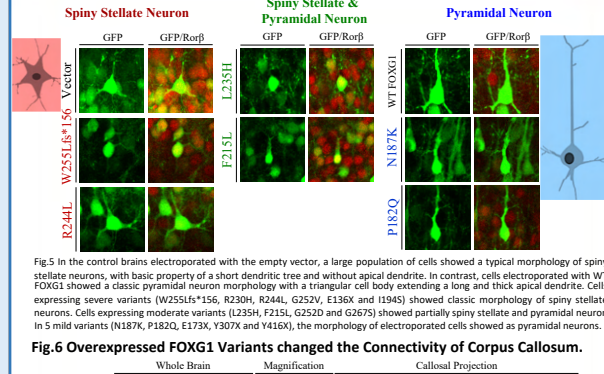 Spiny Stellate Neuron
Spiny Stellate &
Pyramidal Neuron
Pyramidal Neuron
GFP GFP/Rorβ
GFP GFP/Rorβ
GFP GFP/Rorβ
Vector
L235H
WT FOXG1
W255Lfs*156
F215L
N187K
R244L
P182Q
Fig.5 In the control brains electroporated with the empty vector, a large population of cells showed a typical morphology of spiny
stellate neurons, with basic property of a short dendritic tree and without apical dendrite. In contrast, cells electroporated with WT
FOXG1 showed a classic pyramidal neuron morphology with a triangular cell body extending a long and thick apical dendrite. Cells
expressing severe variants (W255Lfs*156, R230H, R244L, G252V, E136X and I194S) showed classic morphology of spiny stellate
neurons. Cells expressing moderate variants (L235H, F215L, G252D and G267S) showed partially spiny stellate and pyramidal neuron.
In 5 mild variants (N187K, P182Q, E173X, Y307X and Y416X), the morphology of electroporated cells showed as pyramidal neurons.
Fig.6 Overexpressed FOXG1 Variants changed the Connectivity of Corpus Callosum.
Whole Brain Magnification Callosal Projection